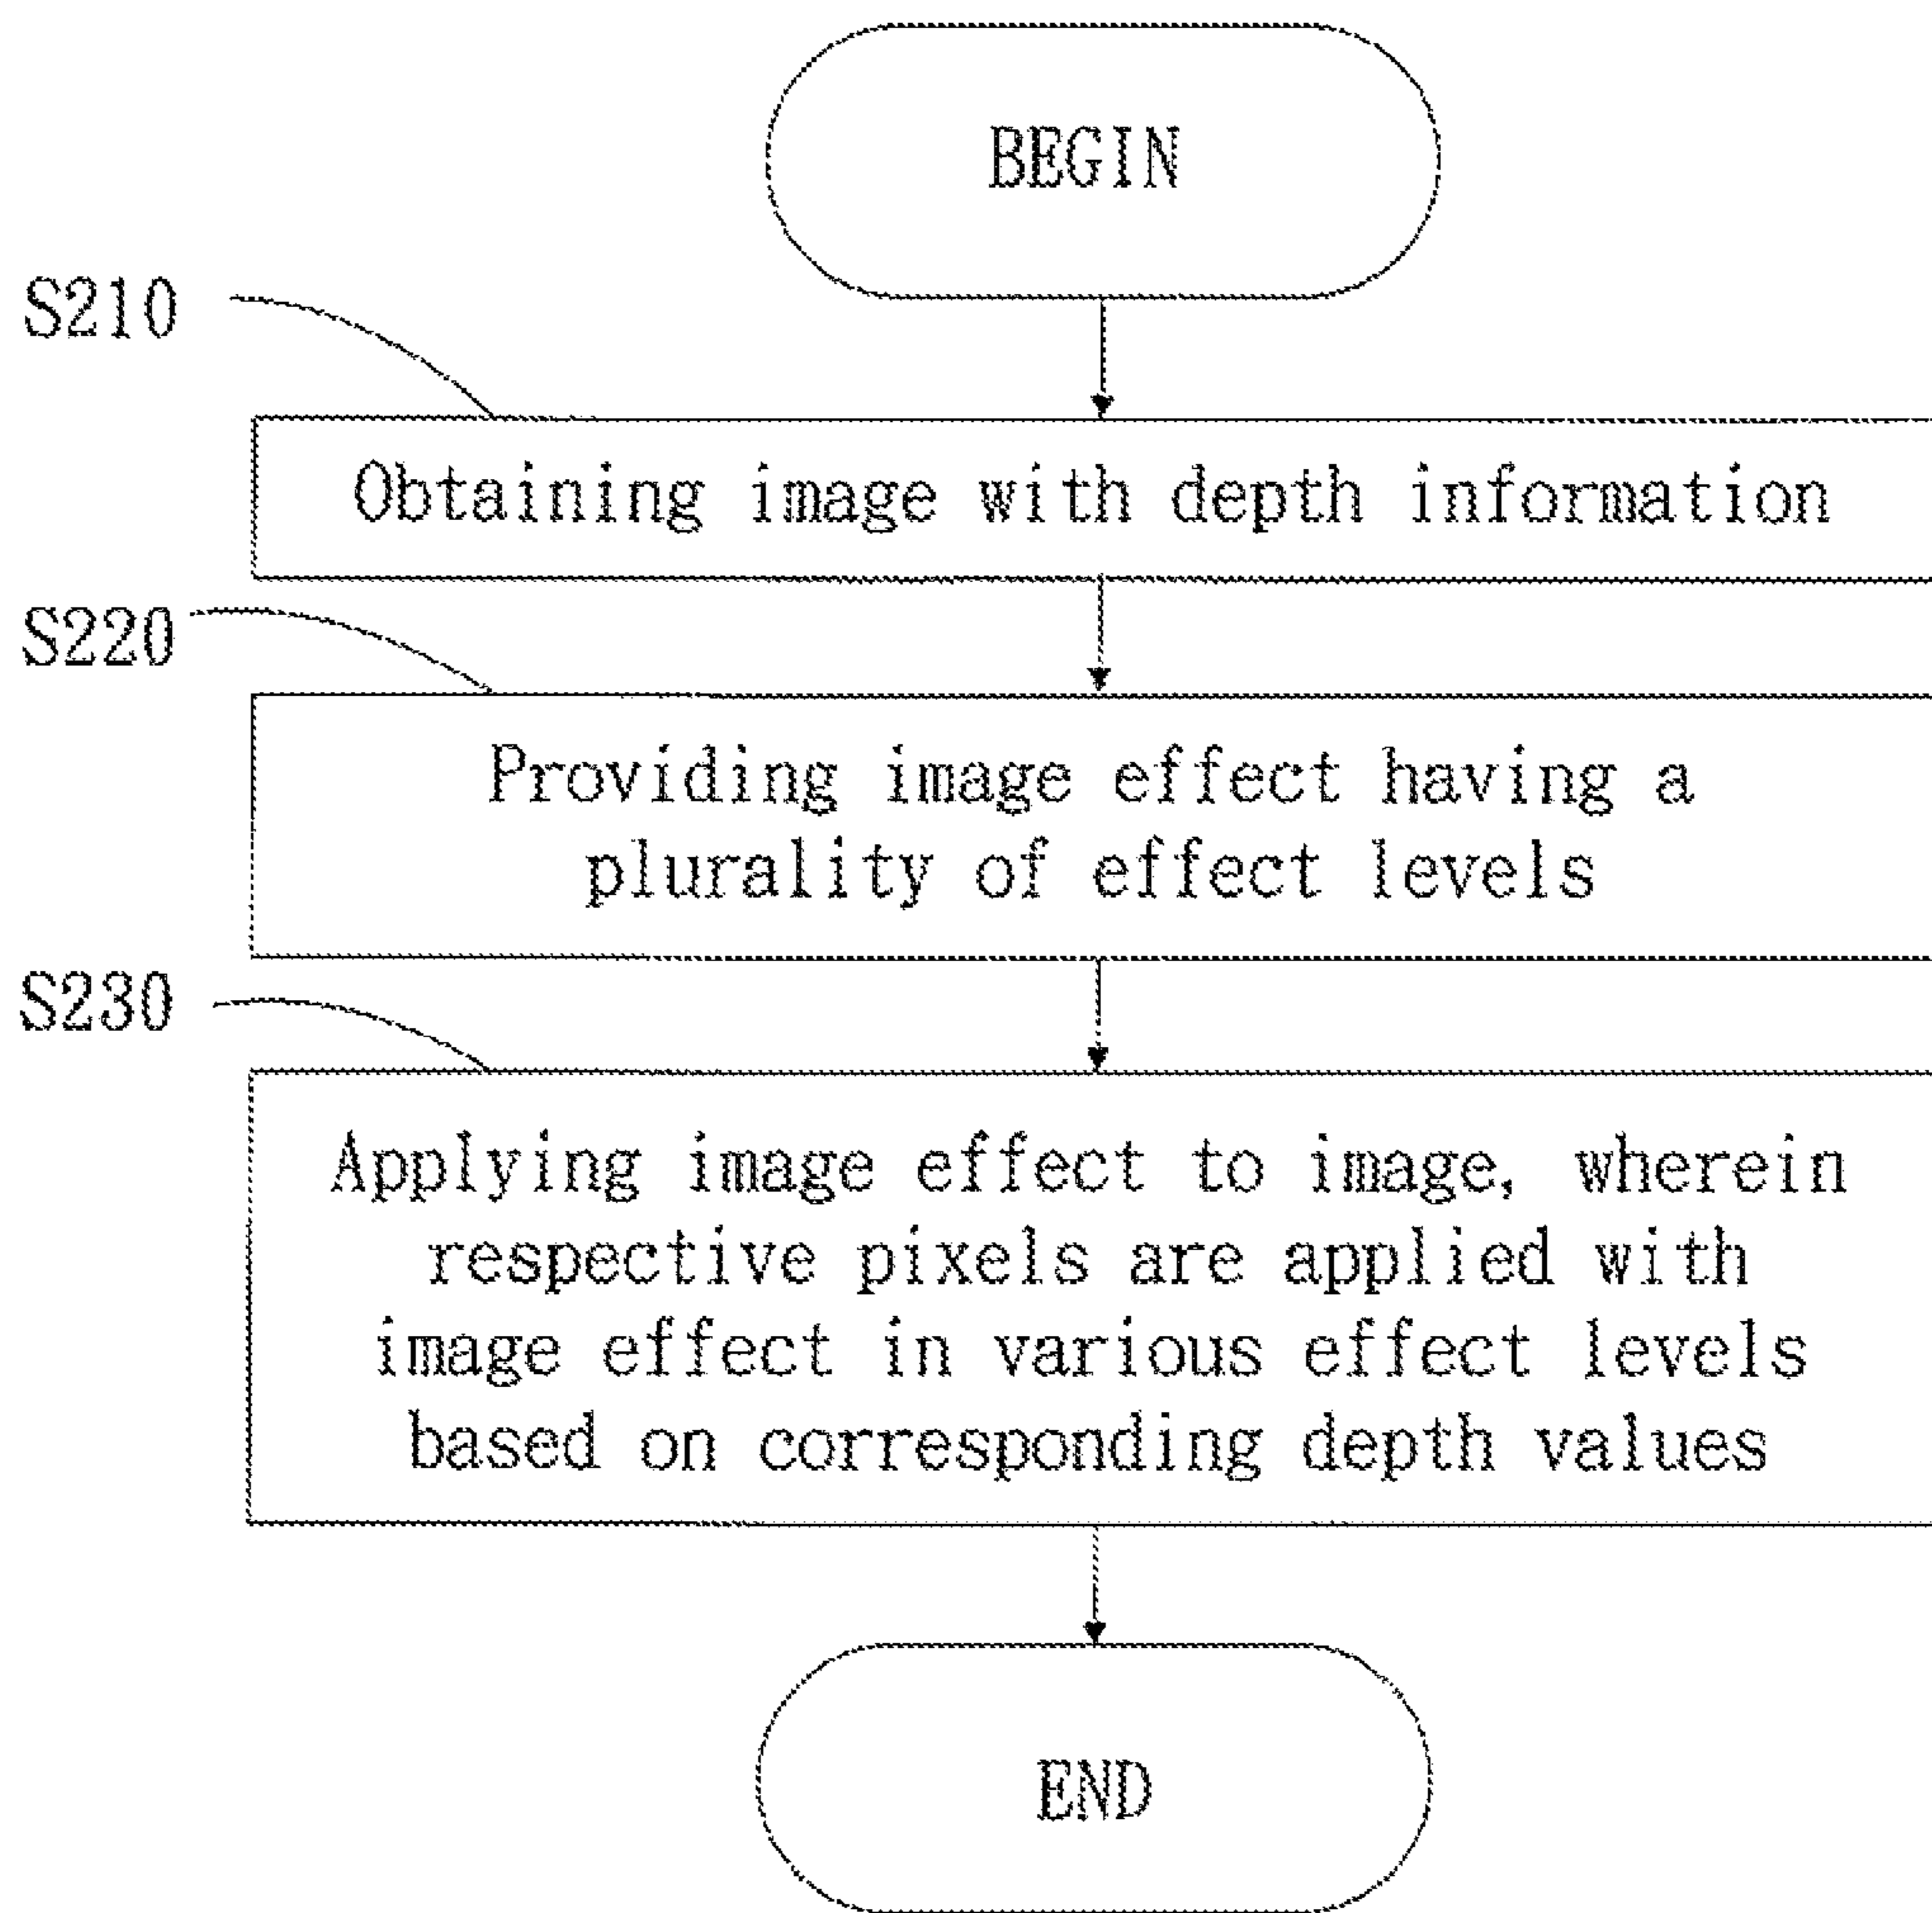 BEGIN
S210
Obtaining image with depth information
S220
Providing image effect having a
plurality of effect levels
S230
Applying image effect to image, wherein
respective pixels are applied with
image effect in various effect levels
based on corresponding depth values
END